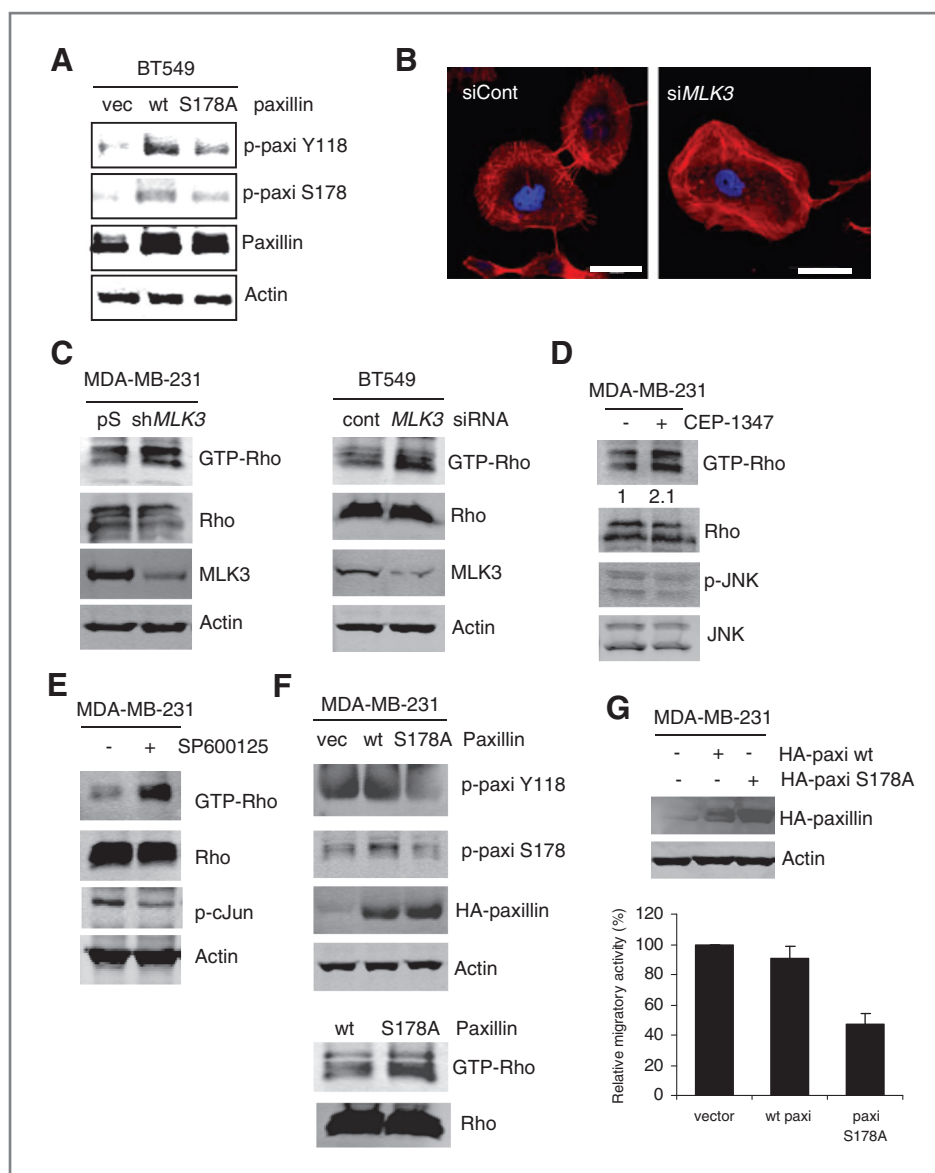 A
BT549
vec wt S178A paxillin
p-paxi Y118
p-paxi S178
Paxillin
Actin
B
siCont
siMLK3
C
MDA-MB-231
pS shMLK3
GTP-Rho
Rho
MLK3
Actin
BT549
cont MLK3 siRNA
GTP-Rho
Rho
MLK3
Actin
D
MDA-MB-231
- + CEP-1347
GTP-Rho
1 2.1
Rho
p-JNK
JNK
E
MDA-MB-231
- + SP600125
GTP-Rho
Rho
p-cJun
Actin
F
MDA-MB-231
vec wt S178A Paxillin
p-paxi Y118
p-paxi S178
HA-paxillin
Actin
wt S178A Paxillin
GTP-Rho
Rho
G
MDA-MB-231
- + - HA-paxi wt
- - + HA-paxi S178A
HA-paxillin
Actin
Relative migratory activity (%)
120
100
80
60
40
20
0
vector
wt paxi
paxi
S178A